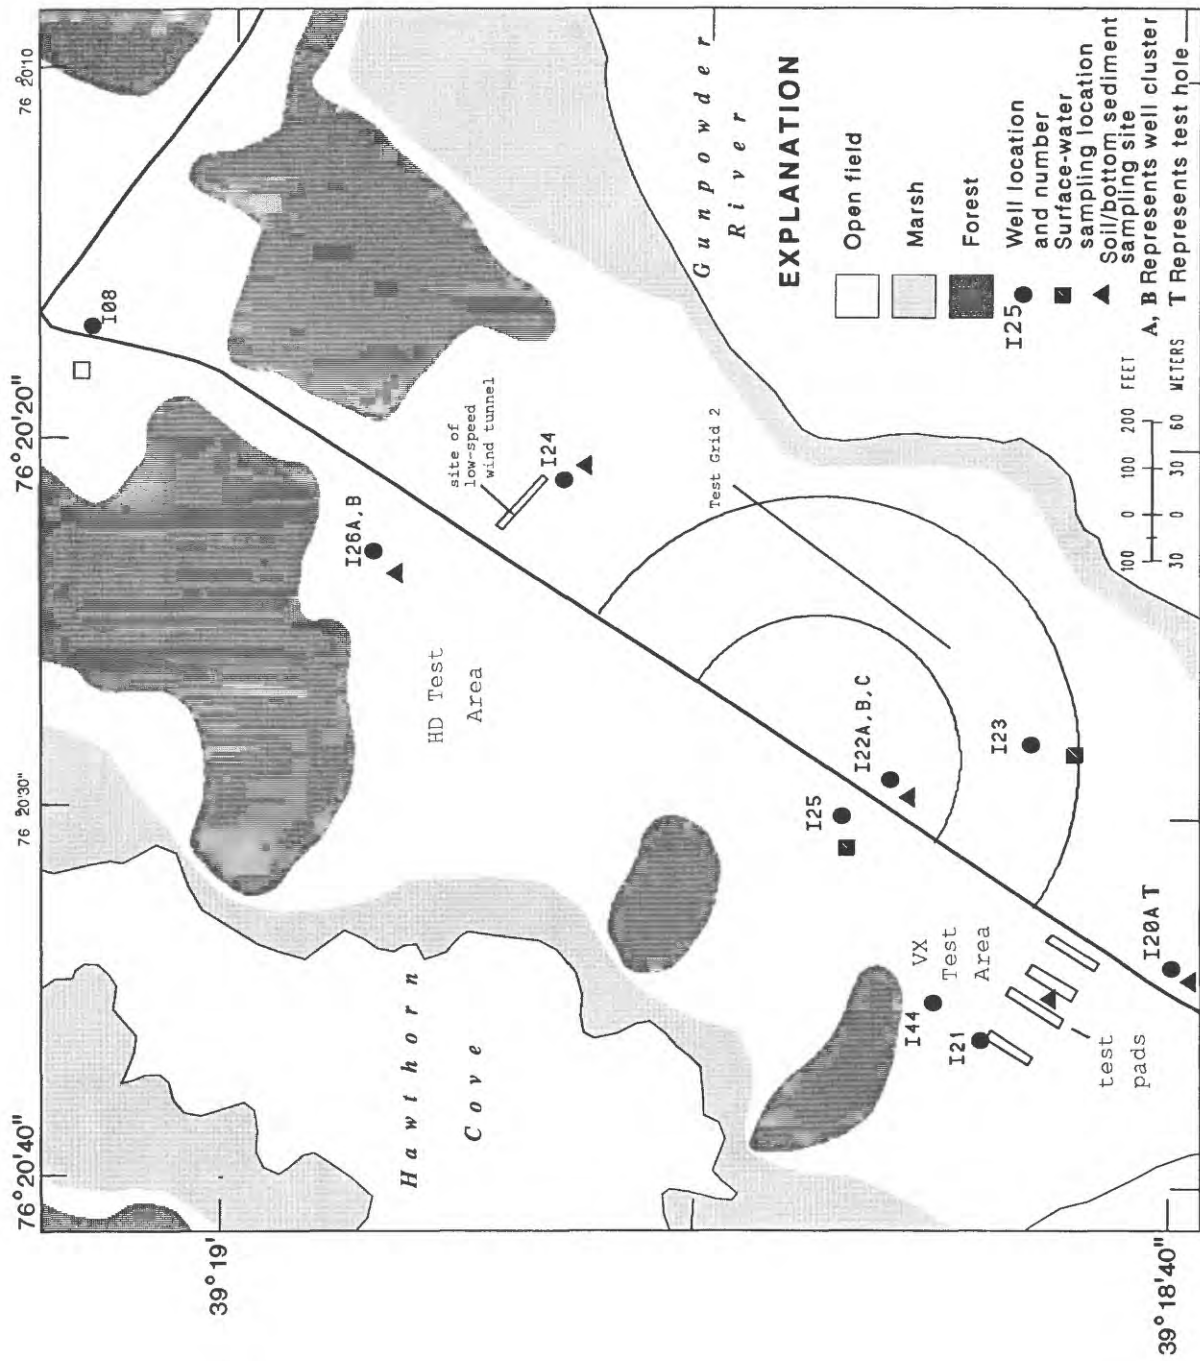 76°20'40"
76 20'30"
76°20'20"
76 20'10
39°19'
39°18'40"
I08
I26A,B
site of
low-speed
wind tunnel
I24
HD Test
Area
Test Grid 2
Hawthorn
Cove
Gunpowder
River
I22A,B,C
I25
I23
I44
VX
Test
Area
I21
I20A T
test
pads
EXPLANATION
Open field
Marsh
Forest
I25
Well location
and number
Surface-water
sampling location
Soil/bottom sediment
sampling site
A, B Represents well cluster
T Represents test hole
100 0 100 200 FEET
30 0 30 60 METERS